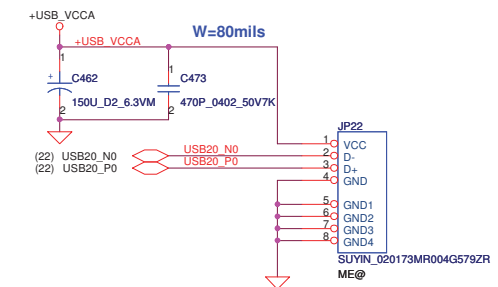 +USB_VCCA
+USB_VCCA
W=80mils
1
+
C462
150U_D2_6.3VM
2
1
C473
470P_0402_50V7K
2
JP22
(22) USB20_N0
(22) USB20_P0
USB20_N0
USB20_P0
1 VCC
2 D-
3 D+
4 GND
5 GND1
6 GND2
7 GND3
8 GND4
SUYIN_020173MR004G579ZR
ME@